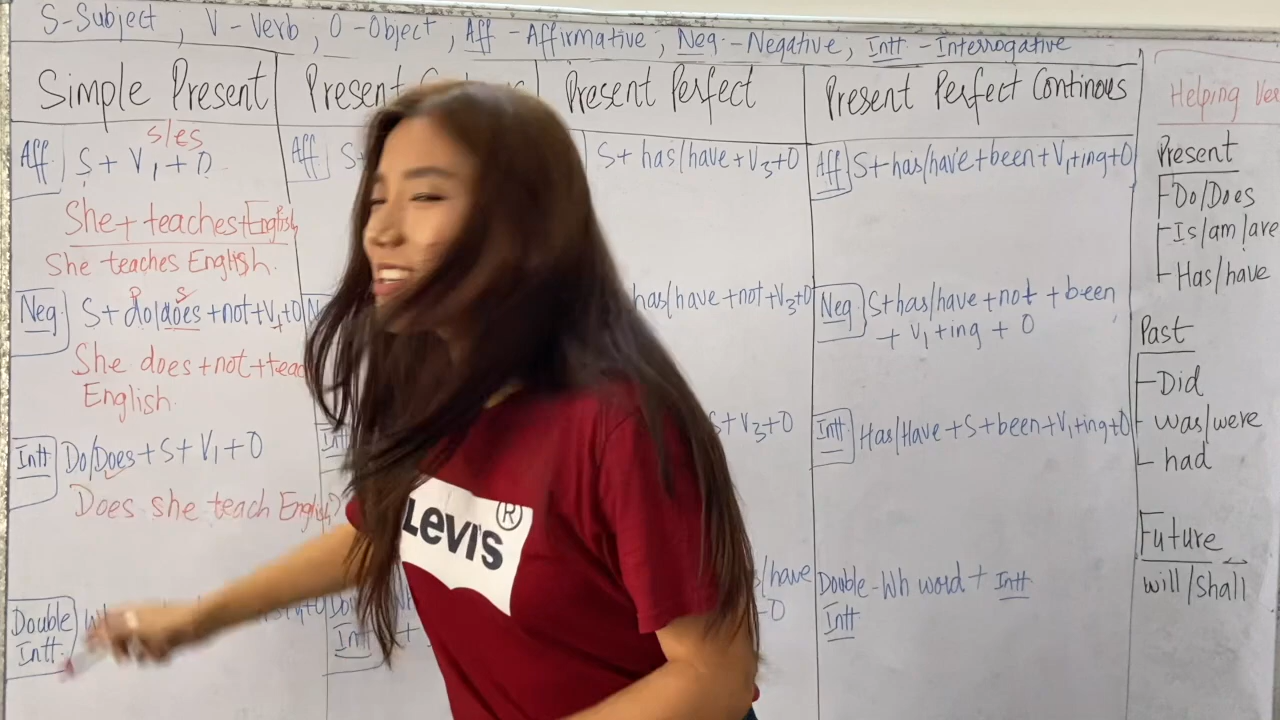 S-Subject, V-Verb, O-Object, Aff-Affirmative, Neg.-Negative, Intt.-Interrogative
Simple Present
s/es
Aff S+V1+O
She+teaches+English
She teaches English.
P S
Neg S+do/does+not+V1+O
She does+not+teac
English.
Intt Do/Does+S+V1+O
Does she teach English?
Double
Intt.
Present
Aff S+
Intt
Intt +
Present Perfect
S+has/have+V3+O
has/have+not+V3+O
S+V3+O
/have
-O
Present Perfect Continous
Aff S+has/have+been+V1+ing+O
Neg S+has/have+not+been
+V1+ing+O
Intt Has/Have+S+been+V1+ing+O
Double-Wh word+Intt
Intt
Helping Ver
Present
Do/Does
Is/am/are
Has/have
Past
Did
was/were
had
Future
will/shall
Levi's ®